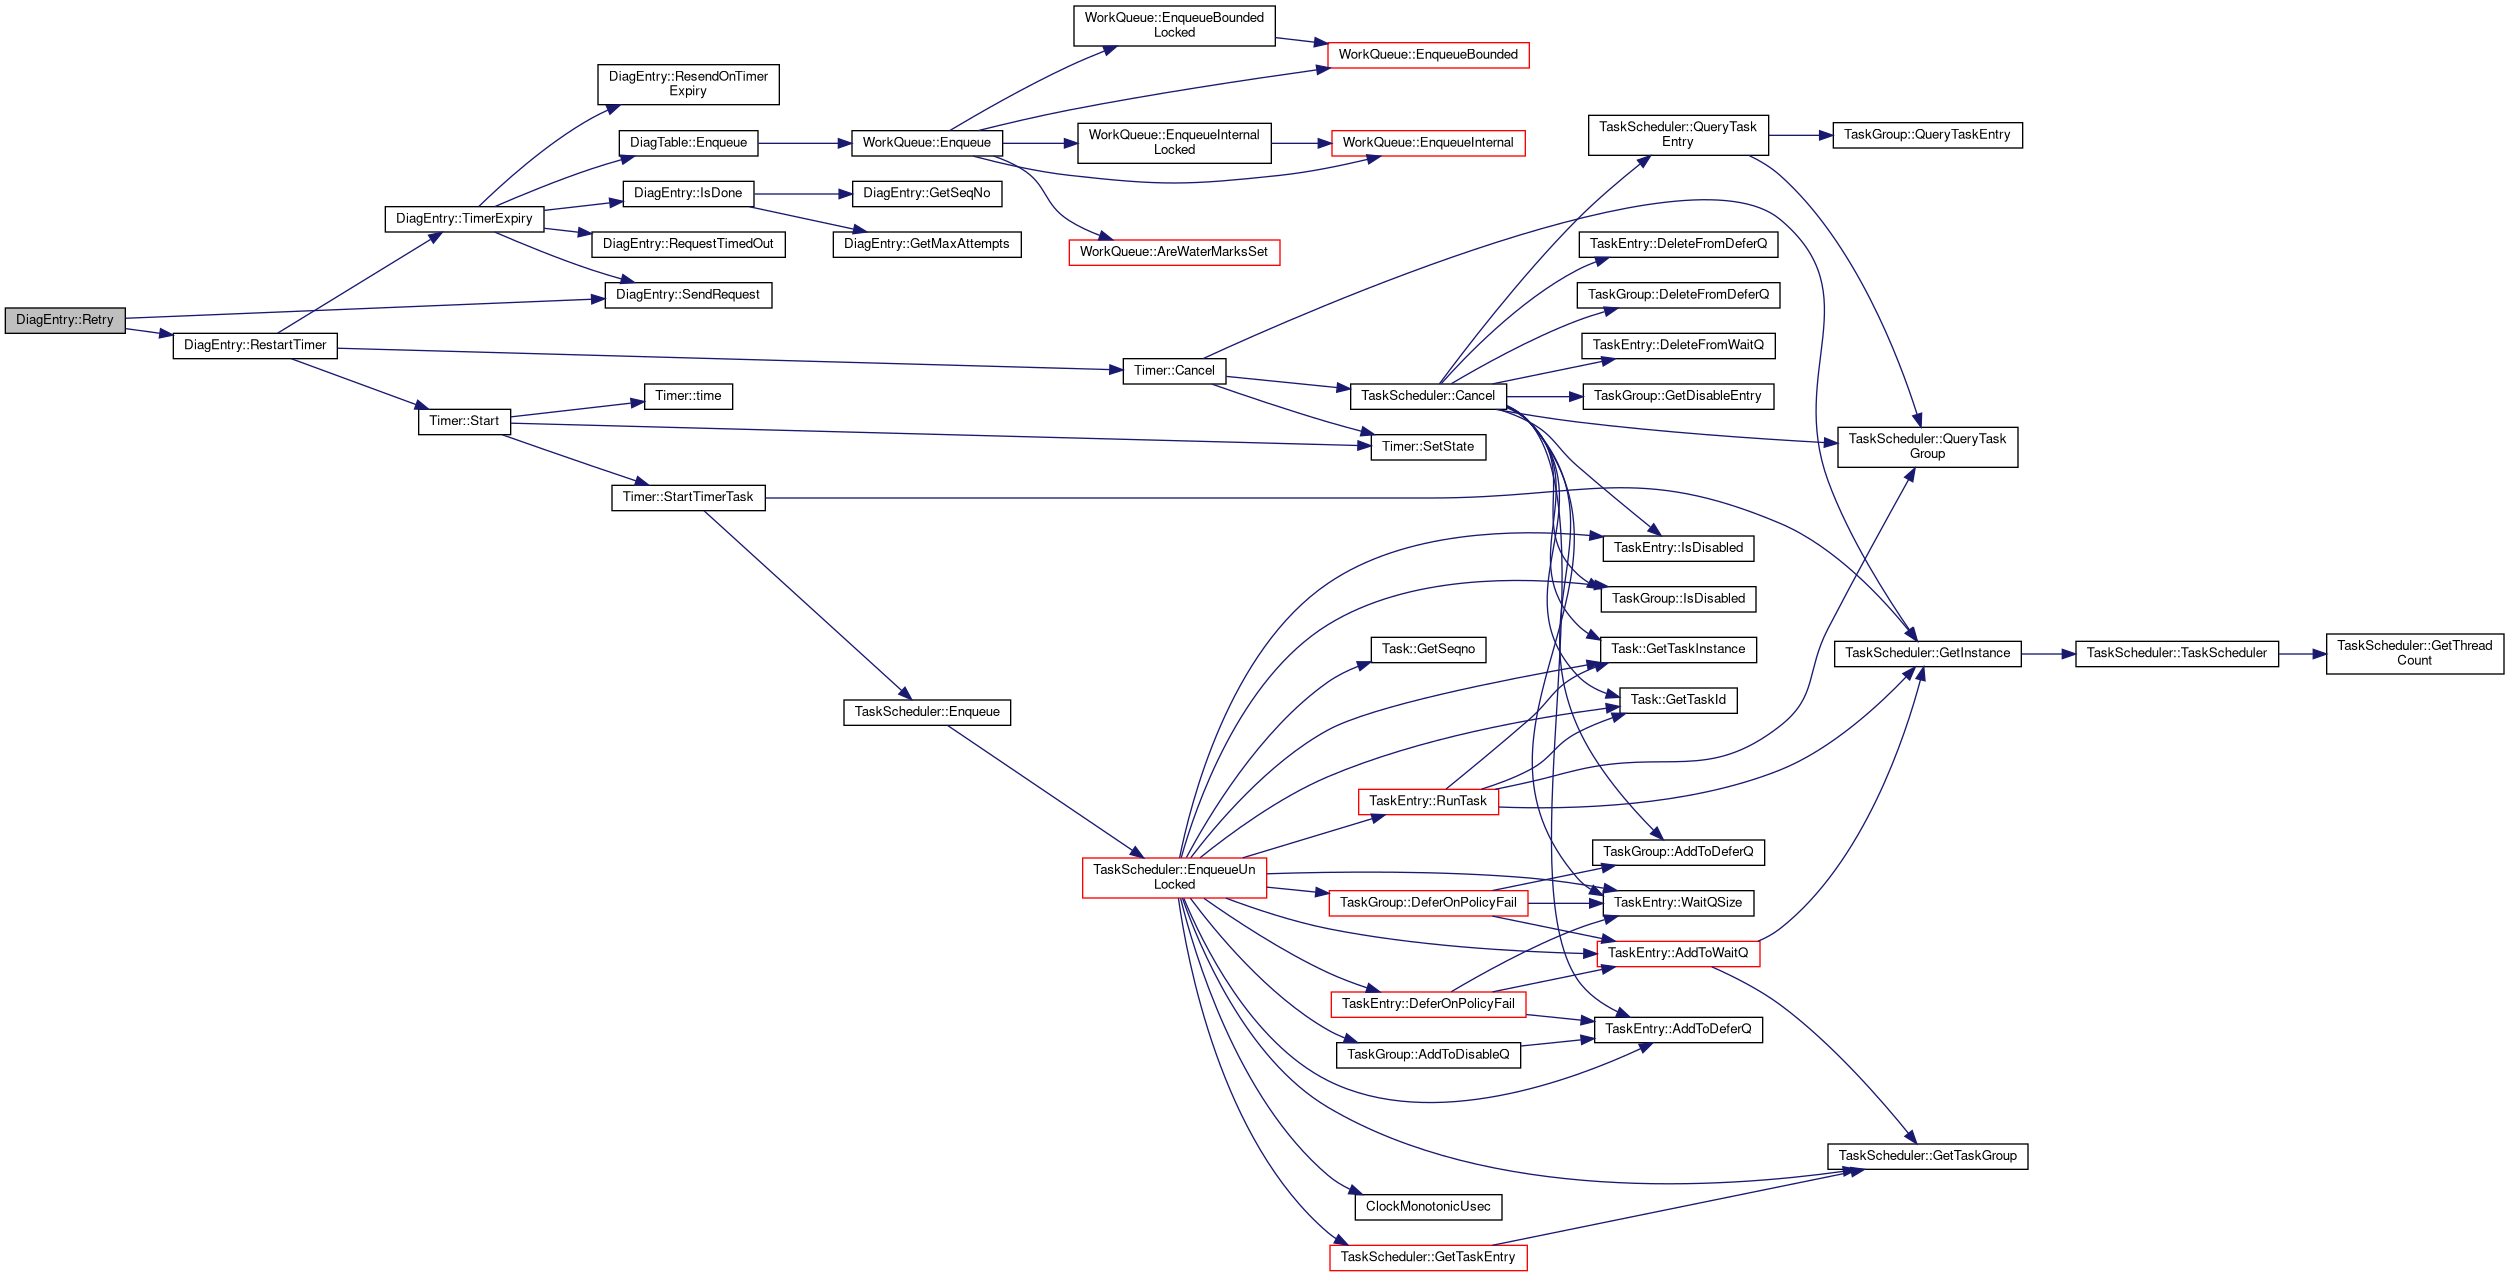 WorkQueue::EnqueueBounded
Locked
WorkQueue::EnqueueBounded
DiagEntry::ResendOnTimer
Expiry
DiagTable::Enqueue
WorkQueue::Enqueue
WorkQueue::EnqueueInternal
Locked
WorkQueue::EnqueueInternal
TaskScheduler::QueryTask
Entry
TaskGroup::QueryTaskEntry
DiagEntry::IsDone
DiagEntry::GetSeqNo
DiagEntry::TimerExpiry
DiagEntry::RequestTimedOut
DiagEntry::GetMaxAttempts
WorkQueue::AreWaterMarksSet
TaskEntry::DeleteFromDeferQ
DiagEntry::SendRequest
TaskGroup::DeleteFromDeferQ
DiagEntry::Retry
DiagEntry::RestartTimer
TaskEntry::DeleteFromWaitQ
Timer::Cancel
Timer::time
TaskScheduler::Cancel
TaskGroup::GetDisableEntry
Timer::Start
Timer::SetState
TaskScheduler::QueryTask
Group
Timer::StartTimerTask
TaskEntry::IsDisabled
TaskGroup::IsDisabled
Task::GetSeqno
Task::GetTaskInstance
TaskScheduler::GetInstance
TaskScheduler::TaskScheduler
TaskScheduler::GetThread
Count
Task::GetTaskId
TaskScheduler::Enqueue
TaskEntry::RunTask
TaskGroup::AddToDeferQ
TaskScheduler::EnqueueUn
Locked
TaskGroup::DeferOnPolicyFail
TaskEntry::WaitQSize
TaskEntry::AddToWaitQ
TaskEntry::DeferOnPolicyFail
TaskEntry::AddToDeferQ
TaskGroup::AddToDisableQ
TaskScheduler::GetTaskGroup
ClockMonotonicUsec
TaskScheduler::GetTaskEntry